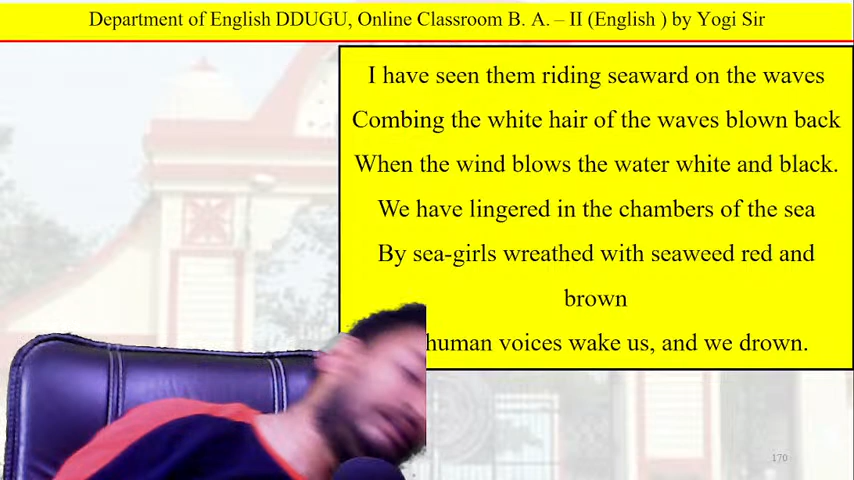 Department of English DDUGU, Online Classroom B. A. – II (English ) by Yogi Sir
I have seen them riding seaward on the waves
Combing the white hair of the waves blown back
When the wind blows the water white and black.
We have lingered in the chambers of the sea
By sea-girls wreathed with seaweed red and
brown
human voices wake us, and we drown.
170